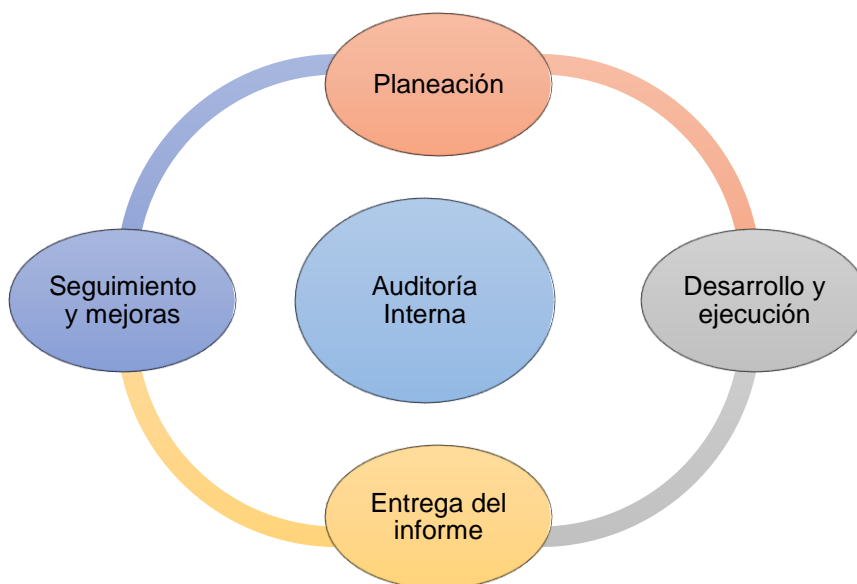 Planeación
Seguimiento
y mejoras
Auditoría
Interna
Desarrollo y
ejecución
Entrega del
informe